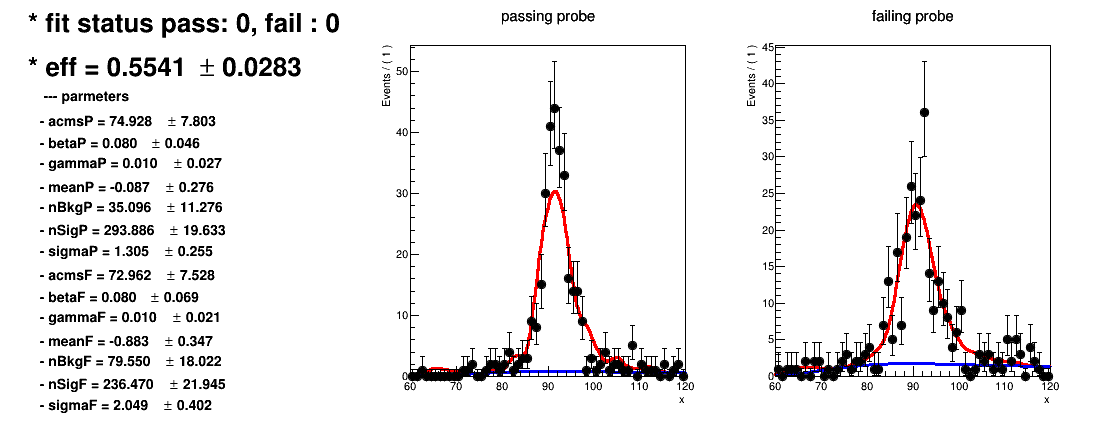 * fit status pass: 0, fail : 0
* eff = 0.5541 ± 0.0283
--- parmeters
- acmsP = 74.928 ± 7.803
- betaP = 0.080 ± 0.046
- gammaP = 0.010 ± 0.027
- meanP = -0.087 ± 0.276
- nBkgP = 35.096 ± 11.276
- nSigP = 293.886 ± 19.633
- sigmaP = 1.305 ± 0.255
- acmsF = 72.962 ± 7.528
- betaF = 0.080 ± 0.069
- gammaF = 0.010 ± 0.021
- meanF = -0.883 ± 0.347
- nBkgF = 79.550 ± 18.022
- nSigF = 236.470 ± 21.945
- sigmaF = 2.049 ± 0.402
passing probe
Events / ( 1 )
50
40
30
20
10
0
60 70 80 90 100 110 120
x
failing probe
Events / ( 1 )
45
40
35
30
25
20
15
10
5
0
60 70 80 90 100 110 120
x